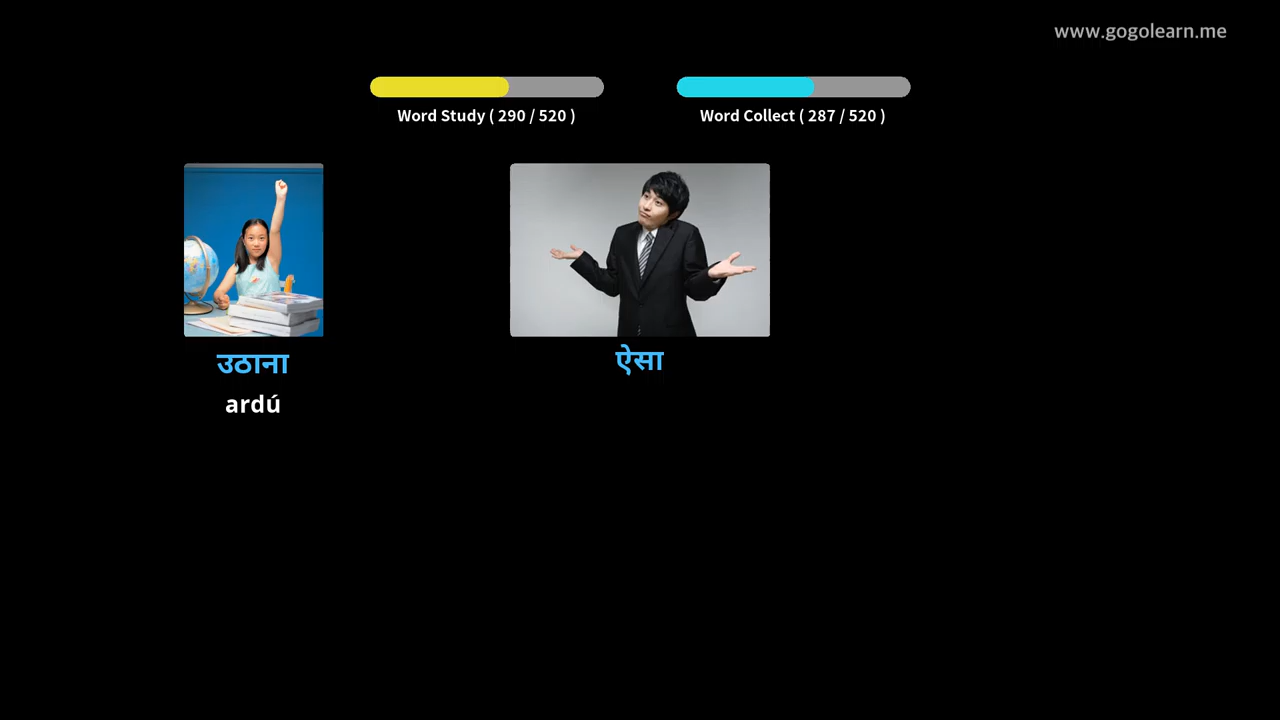 www.gogolearn.me
Word Study ( 290 / 520 )
Word Collect ( 287 / 520 )
उठाना
ardú
ऐसा